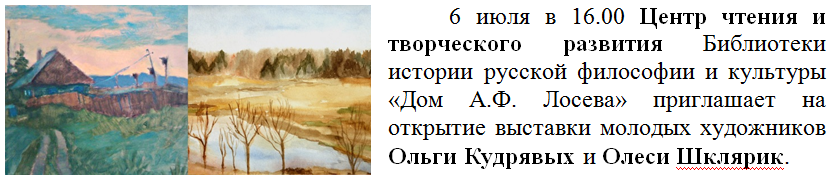 6 июля в 16.00 Центр чтения и
творческого развития Библиотеки
истории русской философии и культуры
«Дом А.Ф. Лосева» приглашает на
открытие выставки молодых художников
Ольги Кудрявых и Олеси Шклярик.